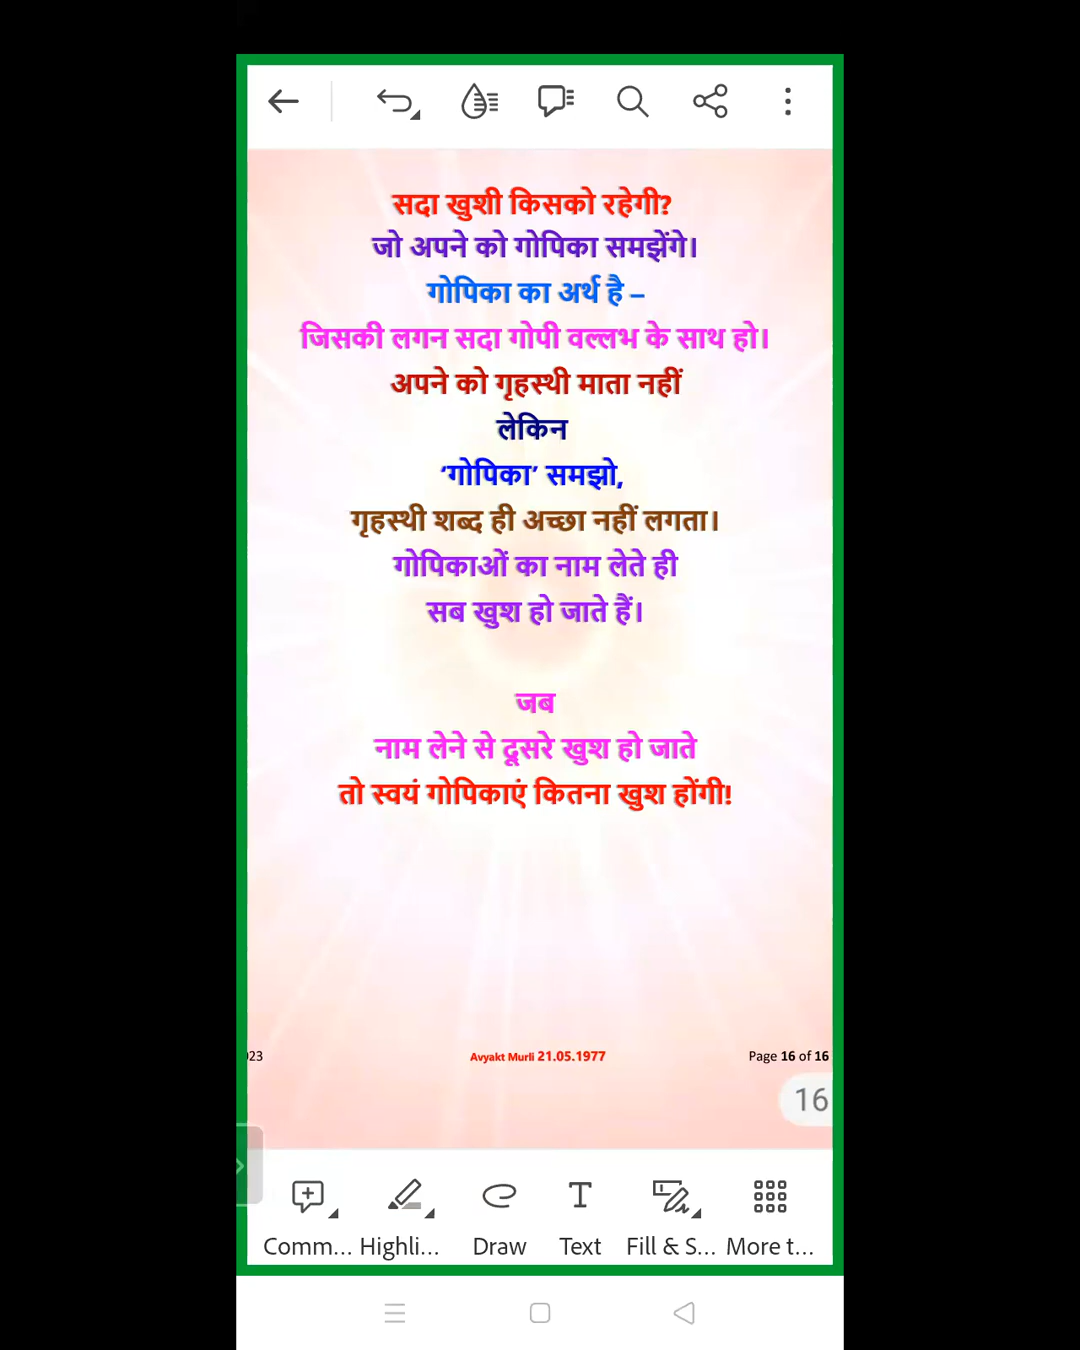 सदा खुशी किसको रहेगी?
जो अपने को गोपिका समझेंगे।
गोपिका का अर्थ है –
जिसकी लगन सदा गोपी वल्लभ के साथ हो।
अपने को गृहस्थी माता नहीं
लेकिन
‘गोपिका’ समझो,
गृहस्थी शब्द ही अच्छा नहीं लगता।
गोपिकाओं का नाम लेते ही
सब खुश हो जाते हैं।
जब
नाम लेने से दूसरे खुश हो जाते
तो स्वयं गोपिकाएं कितना खुश होंगी!
23 Avyakt Murli 21.05.1977 Page 16 of 16
16
Comm... Highli... Draw Text Fill & S... More t...